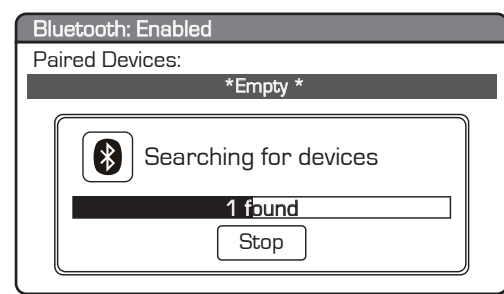 Bluetooth: Enabled
Paired Devices:
*Empty *
Searching for devices
1 found
Stop